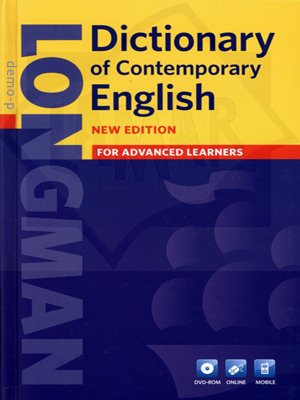 LONGMAN
Dictionary
of Contemporary
English
NEW EDITION
FOR ADVANCED LEARNERS
demo-p
DVD-ROM ONLINE MOBILE